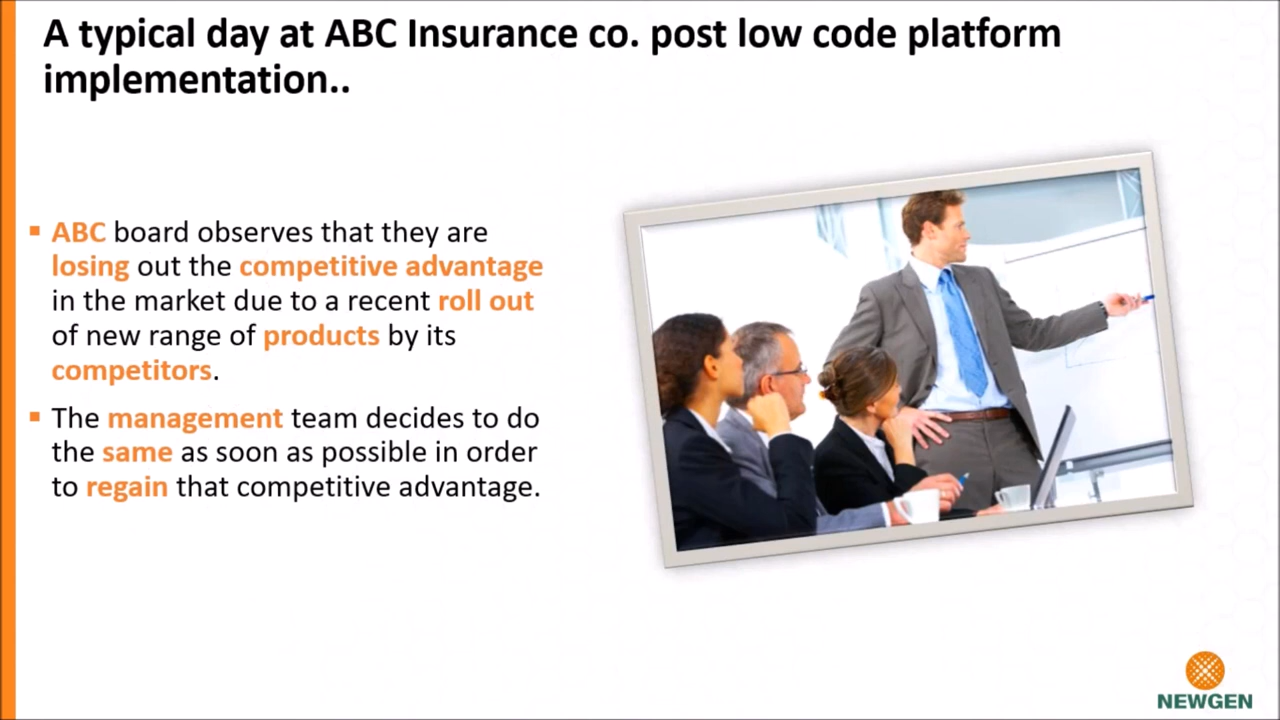 A typical day at ABC Insurance co. post low code platform
implementation..
ABC board observes that they are
losing out the competitive advantage
in the market due to a recent roll out
of new range of products by its
competitors.
The management team decides to do
the same as soon as possible in order
to regain that competitive advantage.
NEWGEN